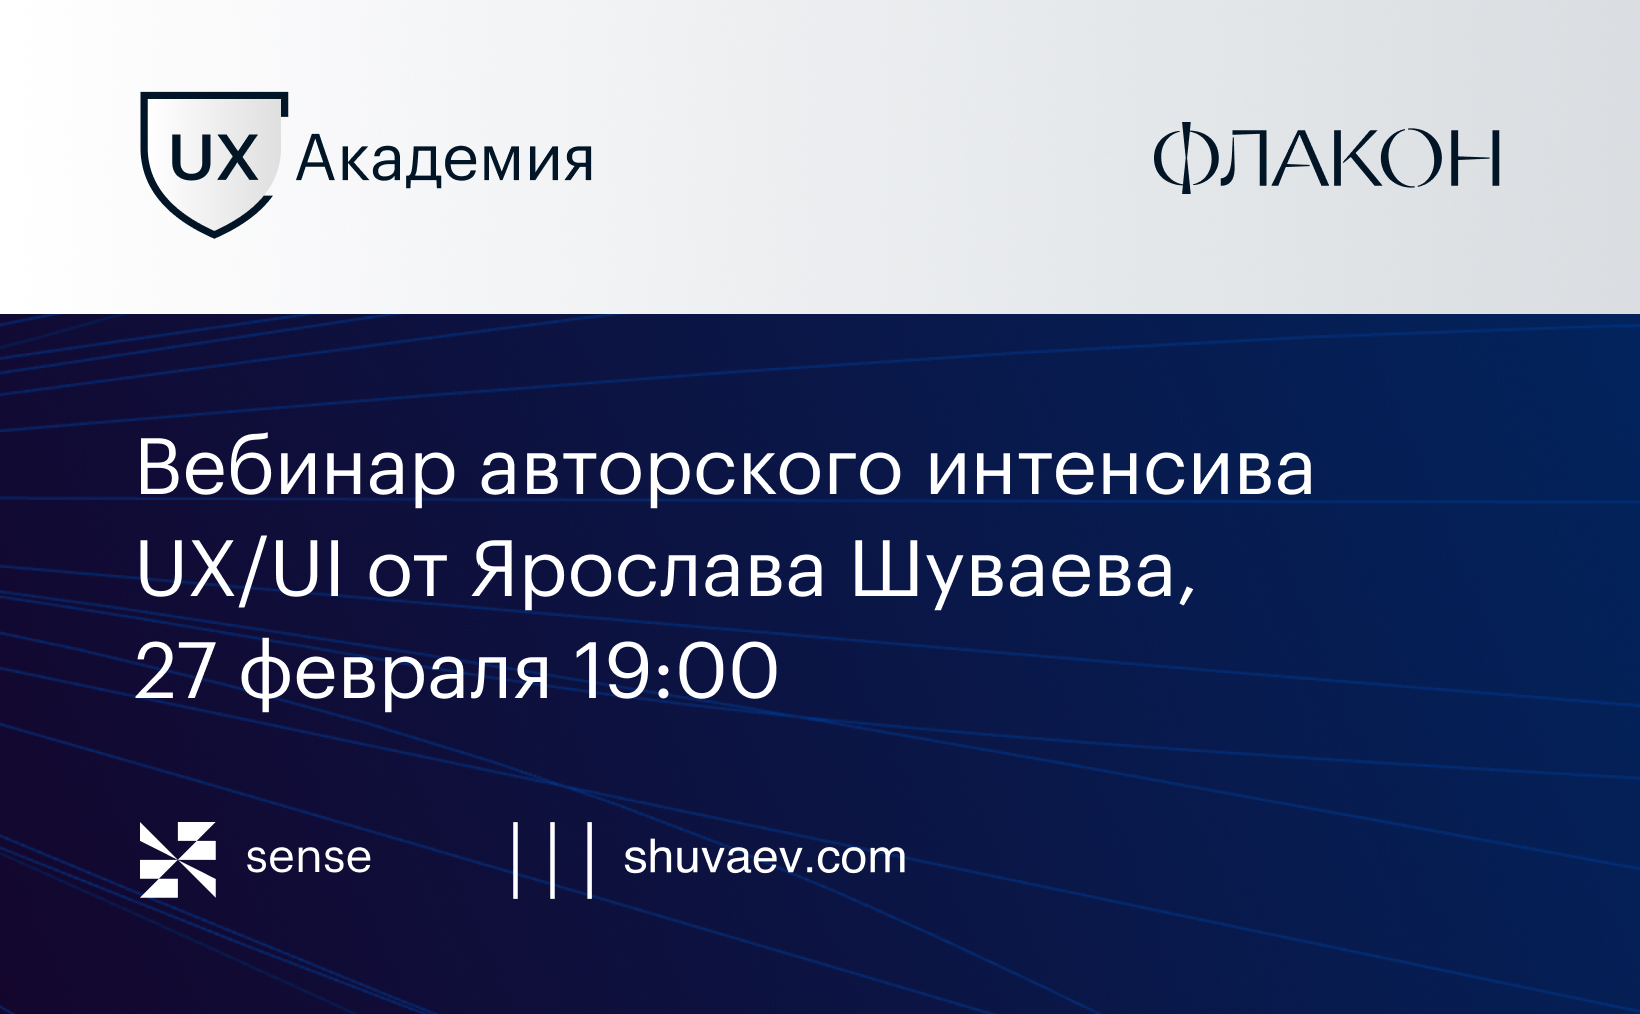 UX Академия
ФЛАКОН
Вебинар авторского интенсива
UX/UI от Ярослава Шуваева,
27 февраля 19:00
sense
shuvaev.com